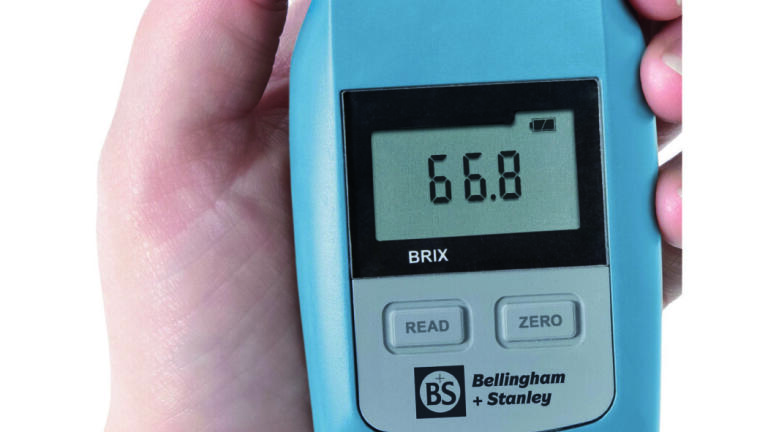 66.8
BRIX
READ ZERO
BS Bellingham
+ Stanley